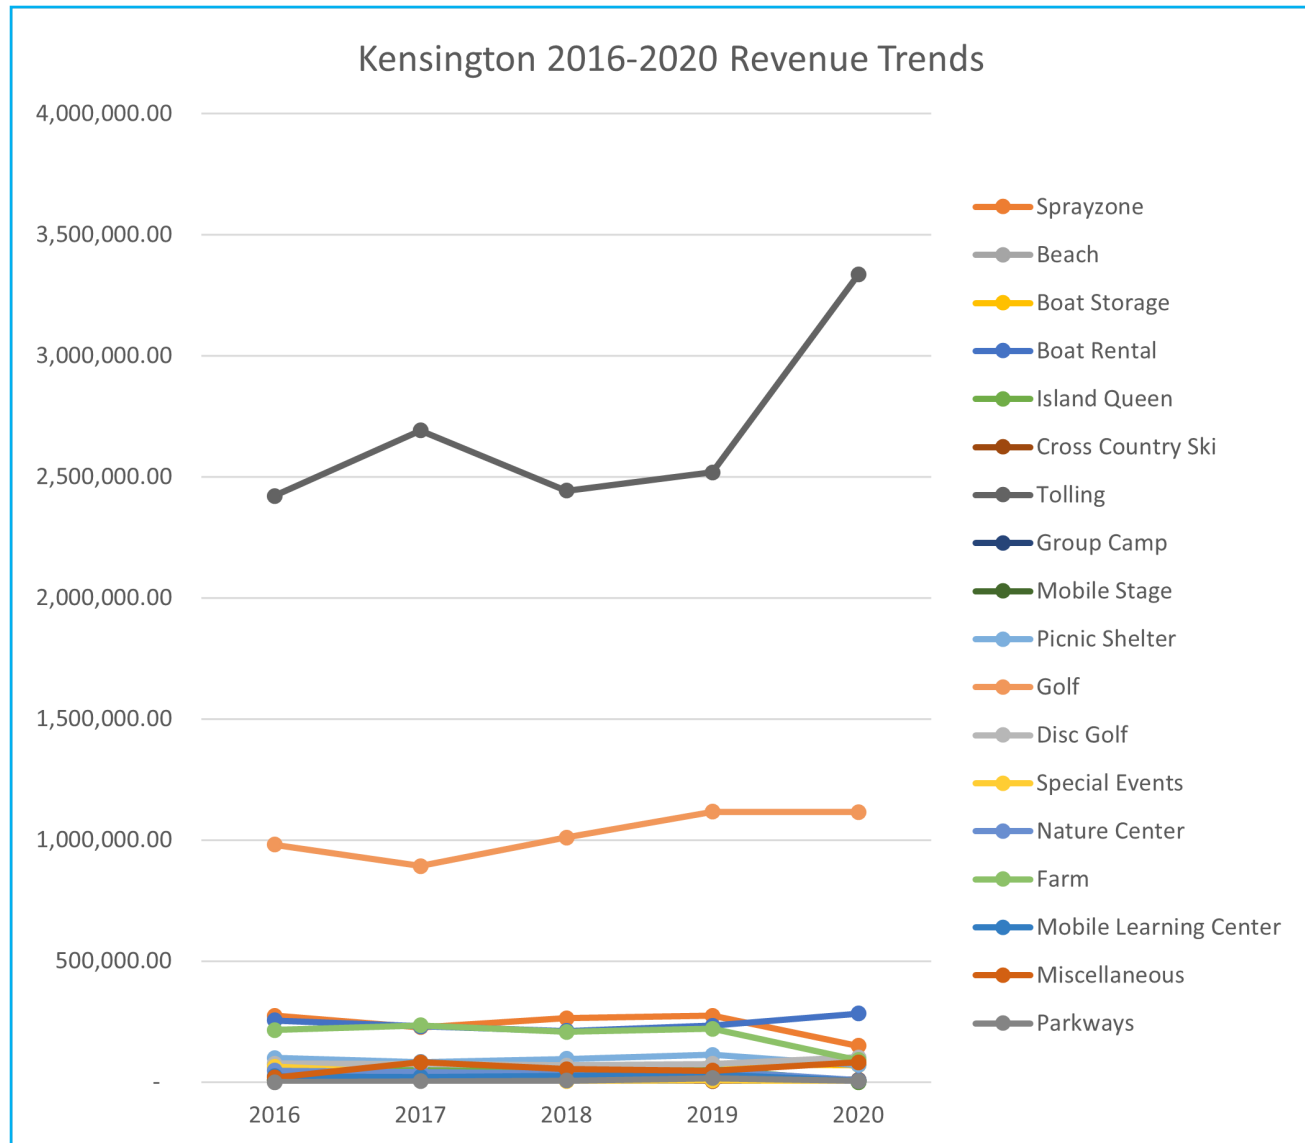 Kensington 2016-2020 Revenue Trends
4,000,000.00
3,500,000.00
3,000,000.00
2,500,000.00
2,000,000.00
1,500,000.00
1,000,000.00
500,000.00
-
2016 2017 2018 2019 2020
Sprayzone
Beach
Boat Storage
Boat Rental
Island Queen
Cross Country Ski
Tolling
Group Camp
Mobile Stage
Picnic Shelter
Golf
Disc Golf
Special Events
Nature Center
Farm
Mobile Learning Center
Miscellaneous
Parkways